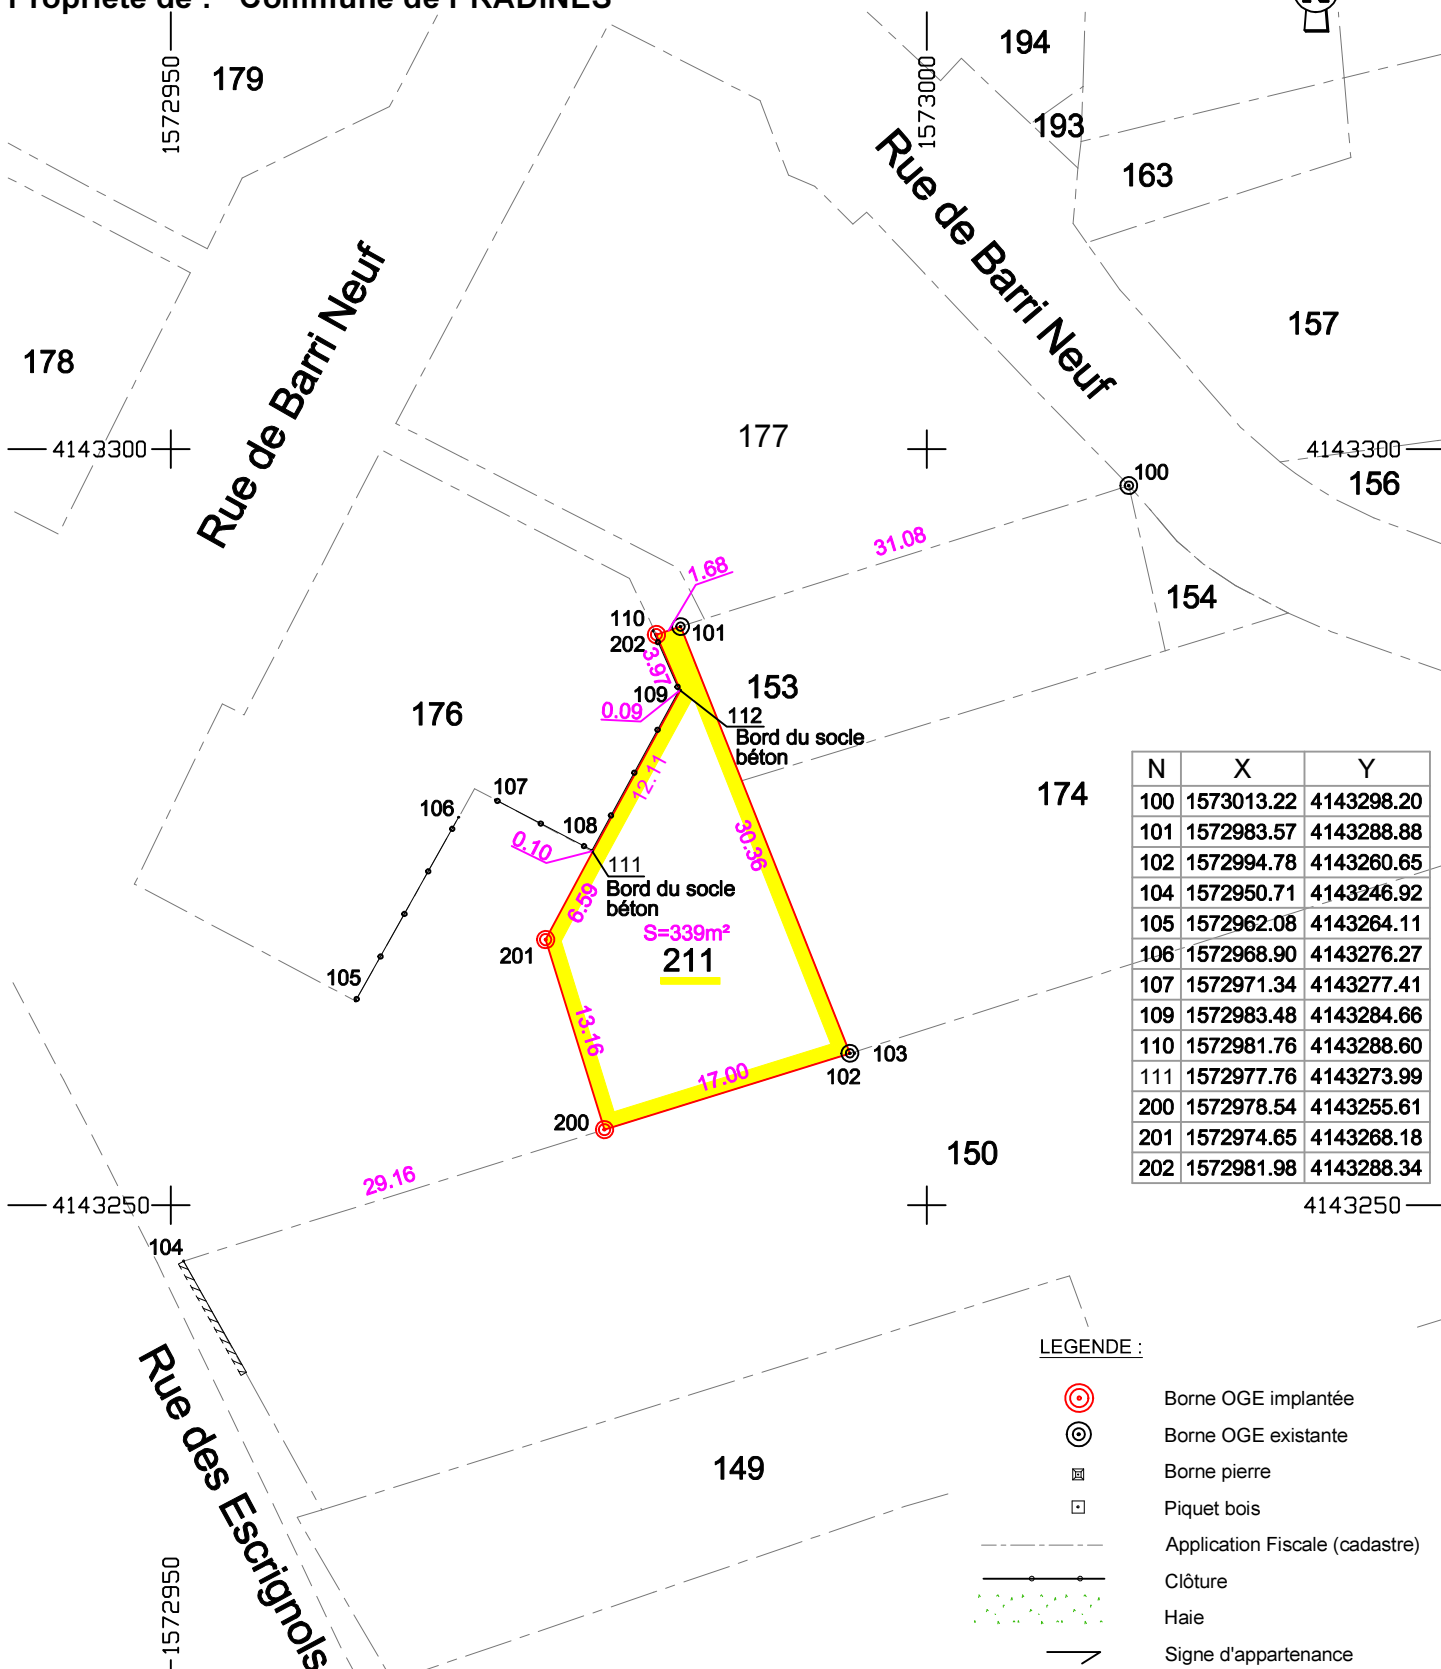 Propriété de : Commune de PRADINES
1572950
179
1573000
194
193
163
Rue de Barri Neuf
157
178
Rue de Barri Neuf
4143300
177
4143300
156
100
31.08
1.68
154
110
101
202
3.97
153
109
0.09
112
Bord du socle
béton
176
12.11
107
106
174
108
0.10
30.36
111
Bord du socle
béton
6.59
S=339m²
211
201
105
13.16
103
102
17.00
200
150
29.16
4143250
4143250
104
N X Y
100 1573013.22 4143298.20
101 1572983.57 4143288.88
102 1572994.78 4143260.65
104 1572950.71 4143246.92
105 1572962.08 4143264.11
106 1572968.90 4143276.27
107 1572971.34 4143277.41
109 1572983.48 4143284.66
110 1572981.76 4143288.60
111 1572977.76 4143273.99
200 1572978.54 4143255.61
201 1572974.65 4143268.18
202 1572981.98 4143288.34
Rue des Escrignols
149
1572950
LEGENDE :
Borne OGE implantée
Borne OGE existante
Borne pierre
Piquet bois
Application Fiscale (cadastre)
Clôture
Haie
Signe d'appartenance